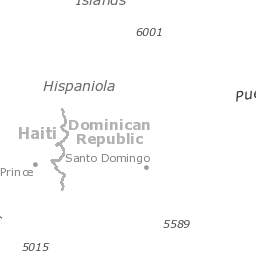 Islands
6001
Hispaniola
Pue
Haiti
Dominican
Republic
Santo Domingo
Prince
5589
5015